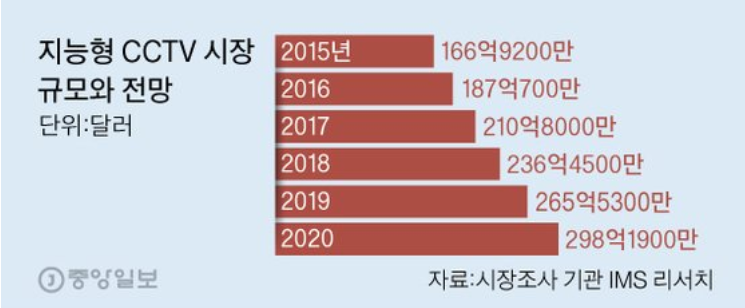 지능형 CCTV 시장
규모와 전망
단위:달러
2015년 166억9200만
2016 187억700만
2017 210억8000만
2018 236억4500만
2019 265억5300만
2020 298억1900만
중앙일보
자료:시장조사 기관 IMS 리서치